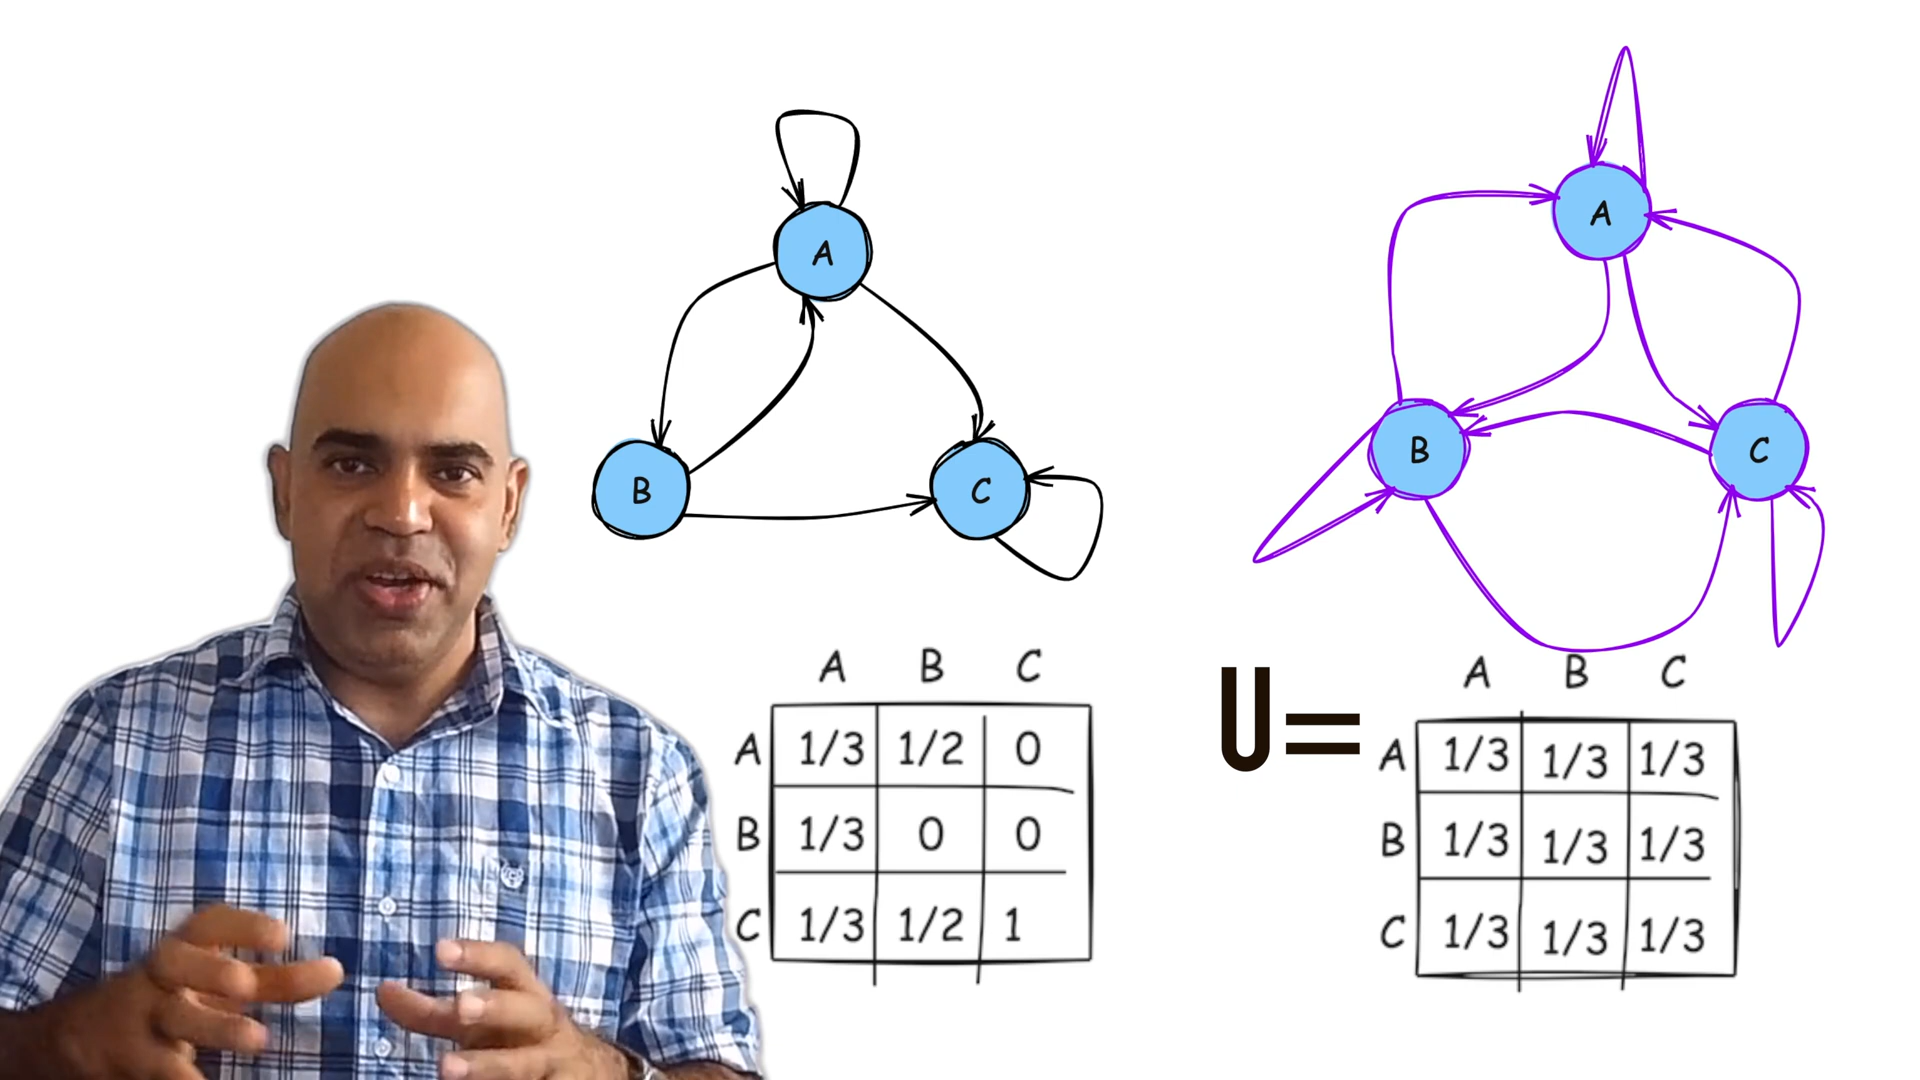 A
B
C
A
B
C
A B C
A 1/3 1/2 0
B 1/3 0 0
C 1/3 1/2 1
U=
A B C
A 1/3 1/3 1/3
B 1/3 1/3 1/3
C 1/3 1/3 1/3